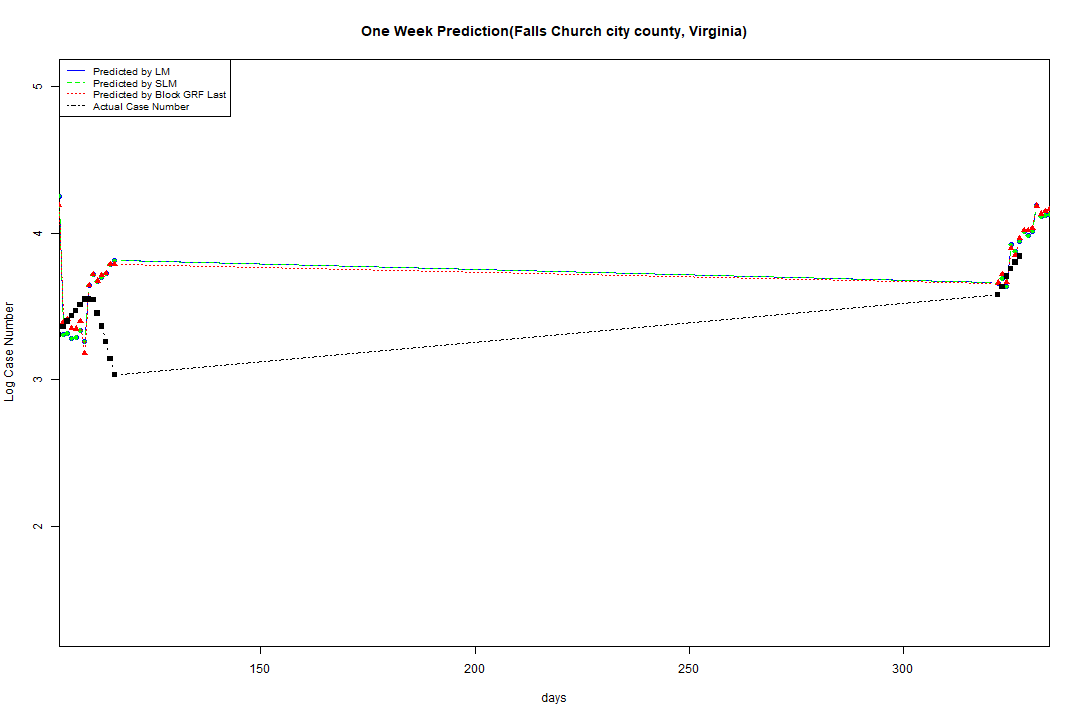 One Week Prediction(Falls Church city county, Virginia)
Predicted by LM
Predicted by SLM
Predicted by Block GRF Last
Actual Case Number
5
4
3
2
Log Case Number
150 200 250 300
days